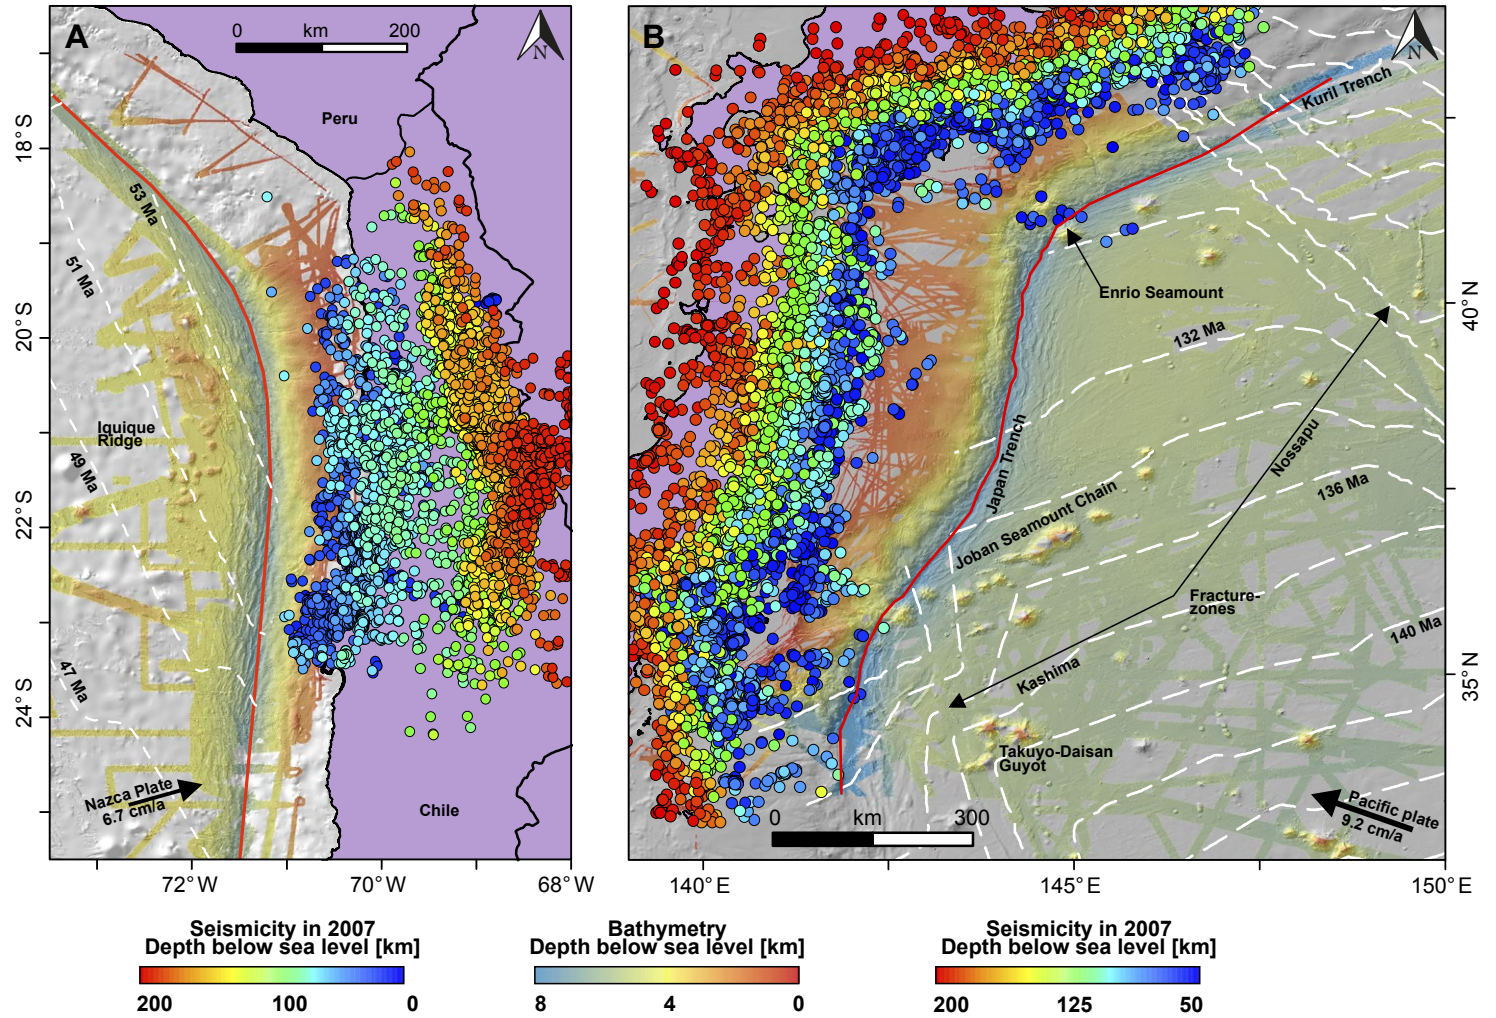 A
0
km
200
N
Peru
53 Ma
51 Ma
Iquique
Ridge
49 Ma
47 Ma
Nazca Plate
6.7 cm/a
Chile
18°S
20°S
22°S
24°S
72°W
70°W
68°W
B
N
Kuril Trench
Enrio Seamount
132 Ma
Japan Trench
Nossapu
136 Ma
Joban Seamount Chain
Fracture-
zones
140 Ma
Kashima
Takuyo-Daisan
Guyot
Pacific plate
9.2 cm/a
0
km
300
40°N
35°N
140°E
145°E
150°E
Seismicity in 2007
Depth below sea level [km]
200
100
0
Bathymetry
Depth below sea level [km]
8
4
0
Seismicity in 2007
Depth below sea level [km]
200
125
50